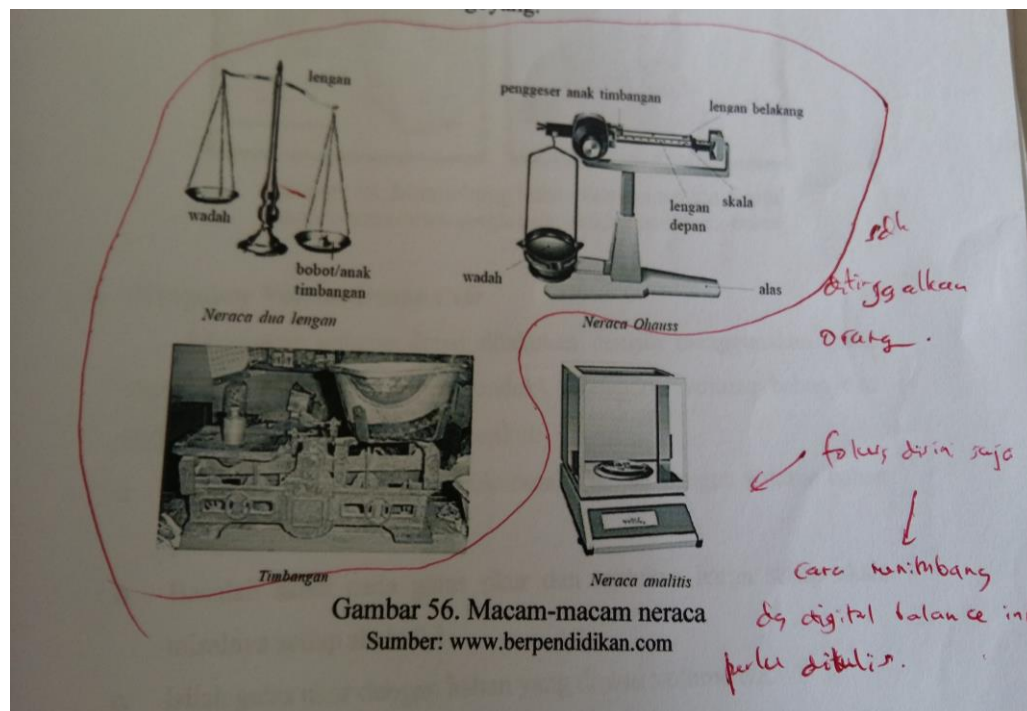 lengan
wadah
bobot/anak
timbangan
Neraca dua lengan
penggeser anak timbangan
lengan belakang
lengan
depan
skala
wadah
alas
Neraca Ohauss
sdh
ditinggalkan
orang.
Timbangan
Neraca analitis
fokus disini saja
cara menimbang
dg digital balance in
perlu ditulis.
Gambar 56. Macam-macam neraca
Sumber: www.berpendidikan.com